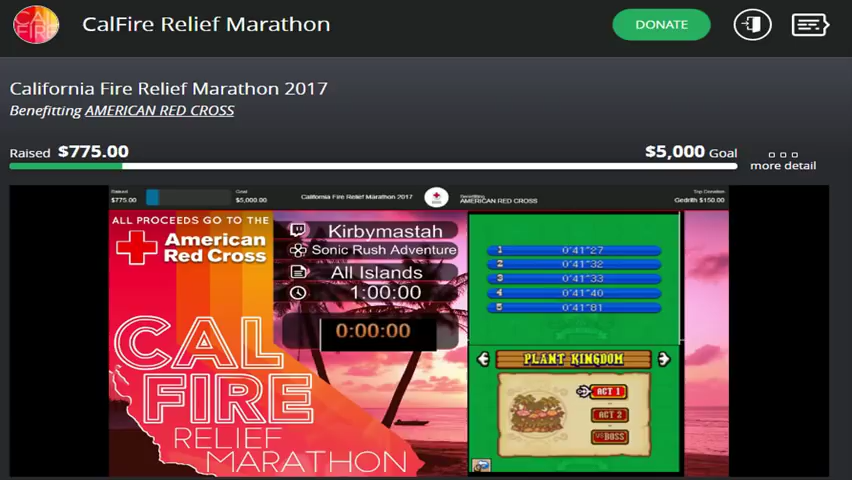 CAL
FIRE
CalFire Relief Marathon
DONATE
California Fire Relief Marathon 2017
Benefitting AMERICAN RED CROSS
Raised $775.00
$5,000 Goal
more detail
Raised
$775.00
Goal
$5,000.00
California Fire Relief Marathon 2017
Benefitting
AMERICAN RED CROSS
Top Donation
Gedrith $150.00
ALL PROCEEDS GO TO THE
American
Red Cross
CAL
FIRE
RELIEF
MARATHON
Kirbymastah
Sonic Rush Adventure
All Islands
1:00:00
0:00:00
1 0'41"27
2 0'41"32
3 0'41"33
4 0'41"40
5 0'41"81
PLANT KINGDOM
ACT 1
ACT 2
VS BOSS